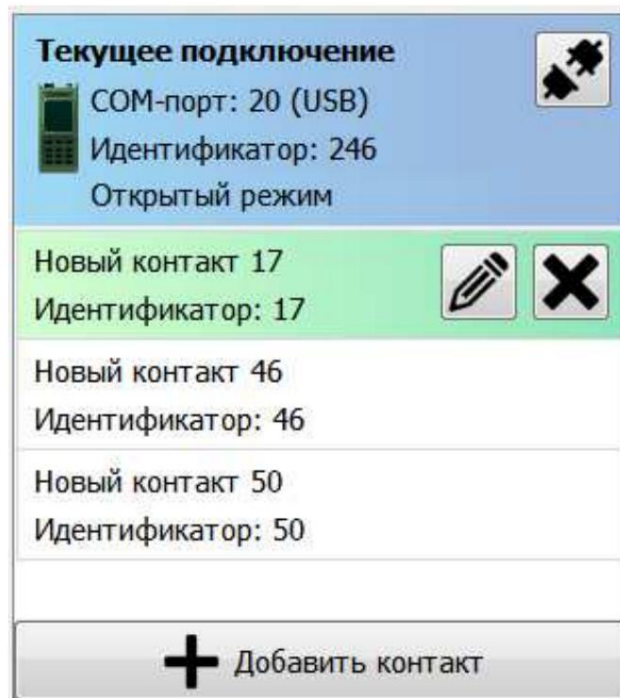 Текущее подключение
COM-порт: 20 (USB)
Идентификатор: 246
Открытый режим
Новый контакт 17
Идентификатор: 17
Новый контакт 46
Идентификатор: 46
Новый контакт 50
Идентификатор: 50
Добавить контакт